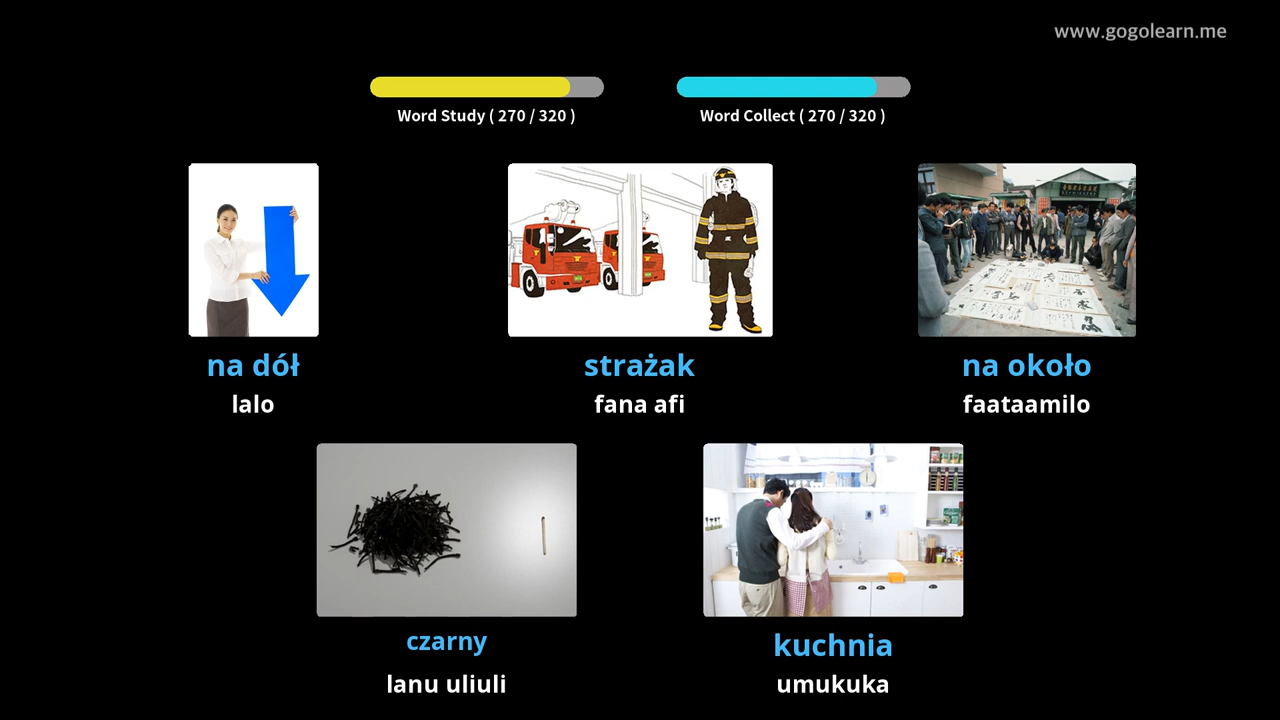 www.gogolearn.me
Word Study ( 270 / 320 )
Word Collect ( 270 / 320 )
na dół
lalo
strażak
fana afi
na około
faataamilo
czarny
lanu uliuli
kuchnia
umukuka